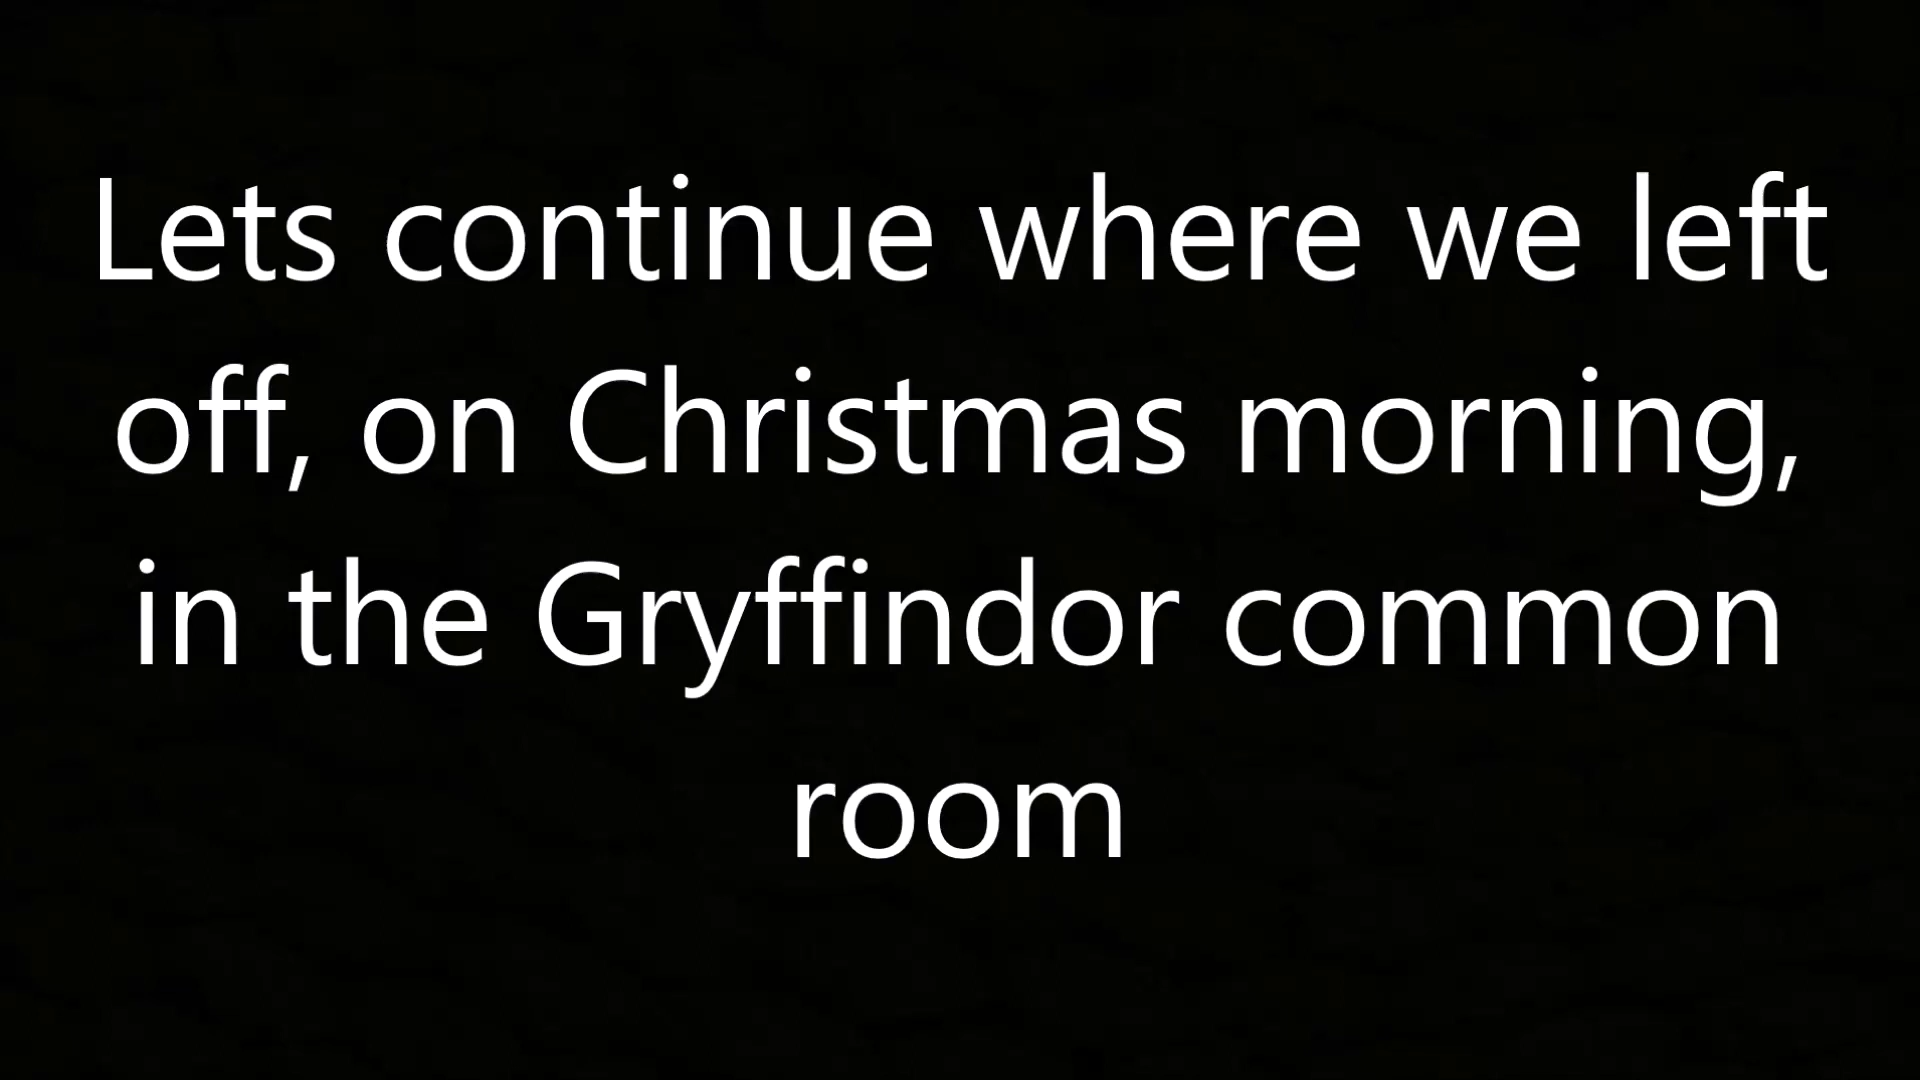 Lets continue where we left
off, on Christmas morning,
in the Gryffindor common
room